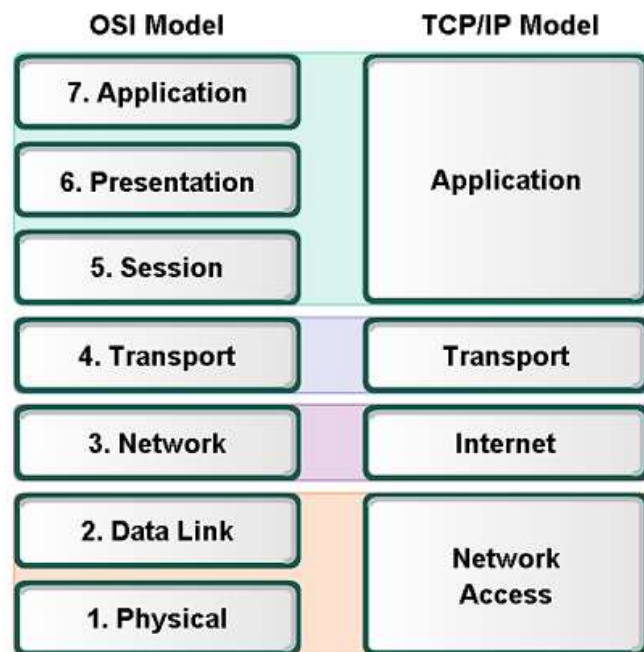 OSI Model
TCP/IP Model
7. Application
6. Presentation
5. Session
Application
4. Transport
Transport
3. Network
Internet
2. Data Link
1. Physical
Network
Access